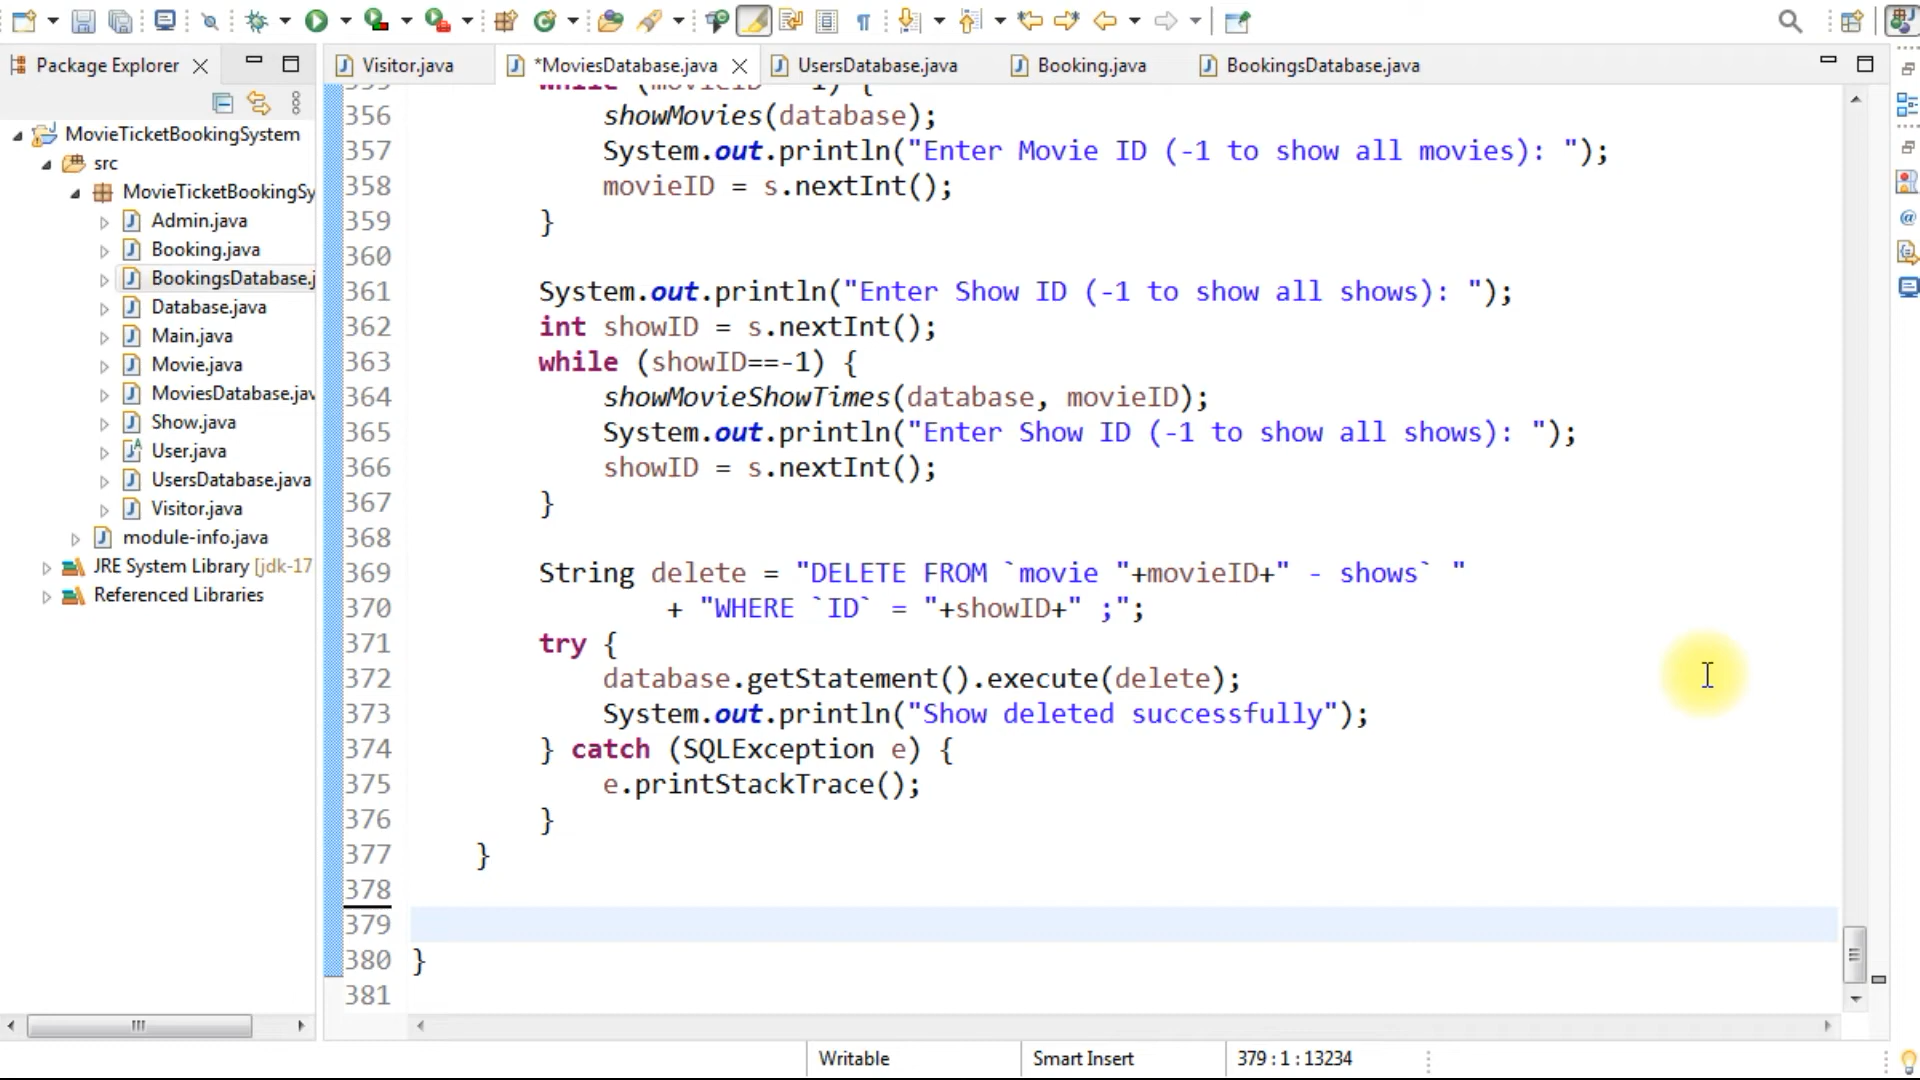 Package Explorer
Visitor.java
*MoviesDatabase.java
UsersDatabase.java
Booking.java
BookingsDatabase.java
MovieTicketBookingSystem
src
MovieTicketBookingSy
Admin.java
Booking.java
BookingsDatabase.j
Database.java
Main.java
Movie.java
MoviesDatabase.jav
Show.java
User.java
UsersDatabase.java
Visitor.java
module-info.java
JRE System Library [jdk-17
Referenced Libraries
356 showMovies(database);
357 System.out.println("Enter Movie ID (-1 to show all movies): ");
358 movieID = s.nextInt();
359 }
360
361 System.out.println("Enter Show ID (-1 to show all shows): ");
362 int showID = s.nextInt();
363 while (showID==-1) {
364 showMovieShowTimes(database, movieID);
365 System.out.println("Enter Show ID (-1 to show all shows): ");
366 showID = s.nextInt();
367 }
368
369 String delete = "DELETE FROM `movie "+movieID+" - shows` "
370 + "WHERE `ID` = "+showID+" ;";
371 try {
372 database.getStatement().execute(delete);
373 System.out.println("Show deleted successfully");
374 } catch (SQLException e) {
375 e.printStackTrace();
376 }
377 }
378
379
380 }
381
Writable
Smart Insert
379 : 1 : 13234